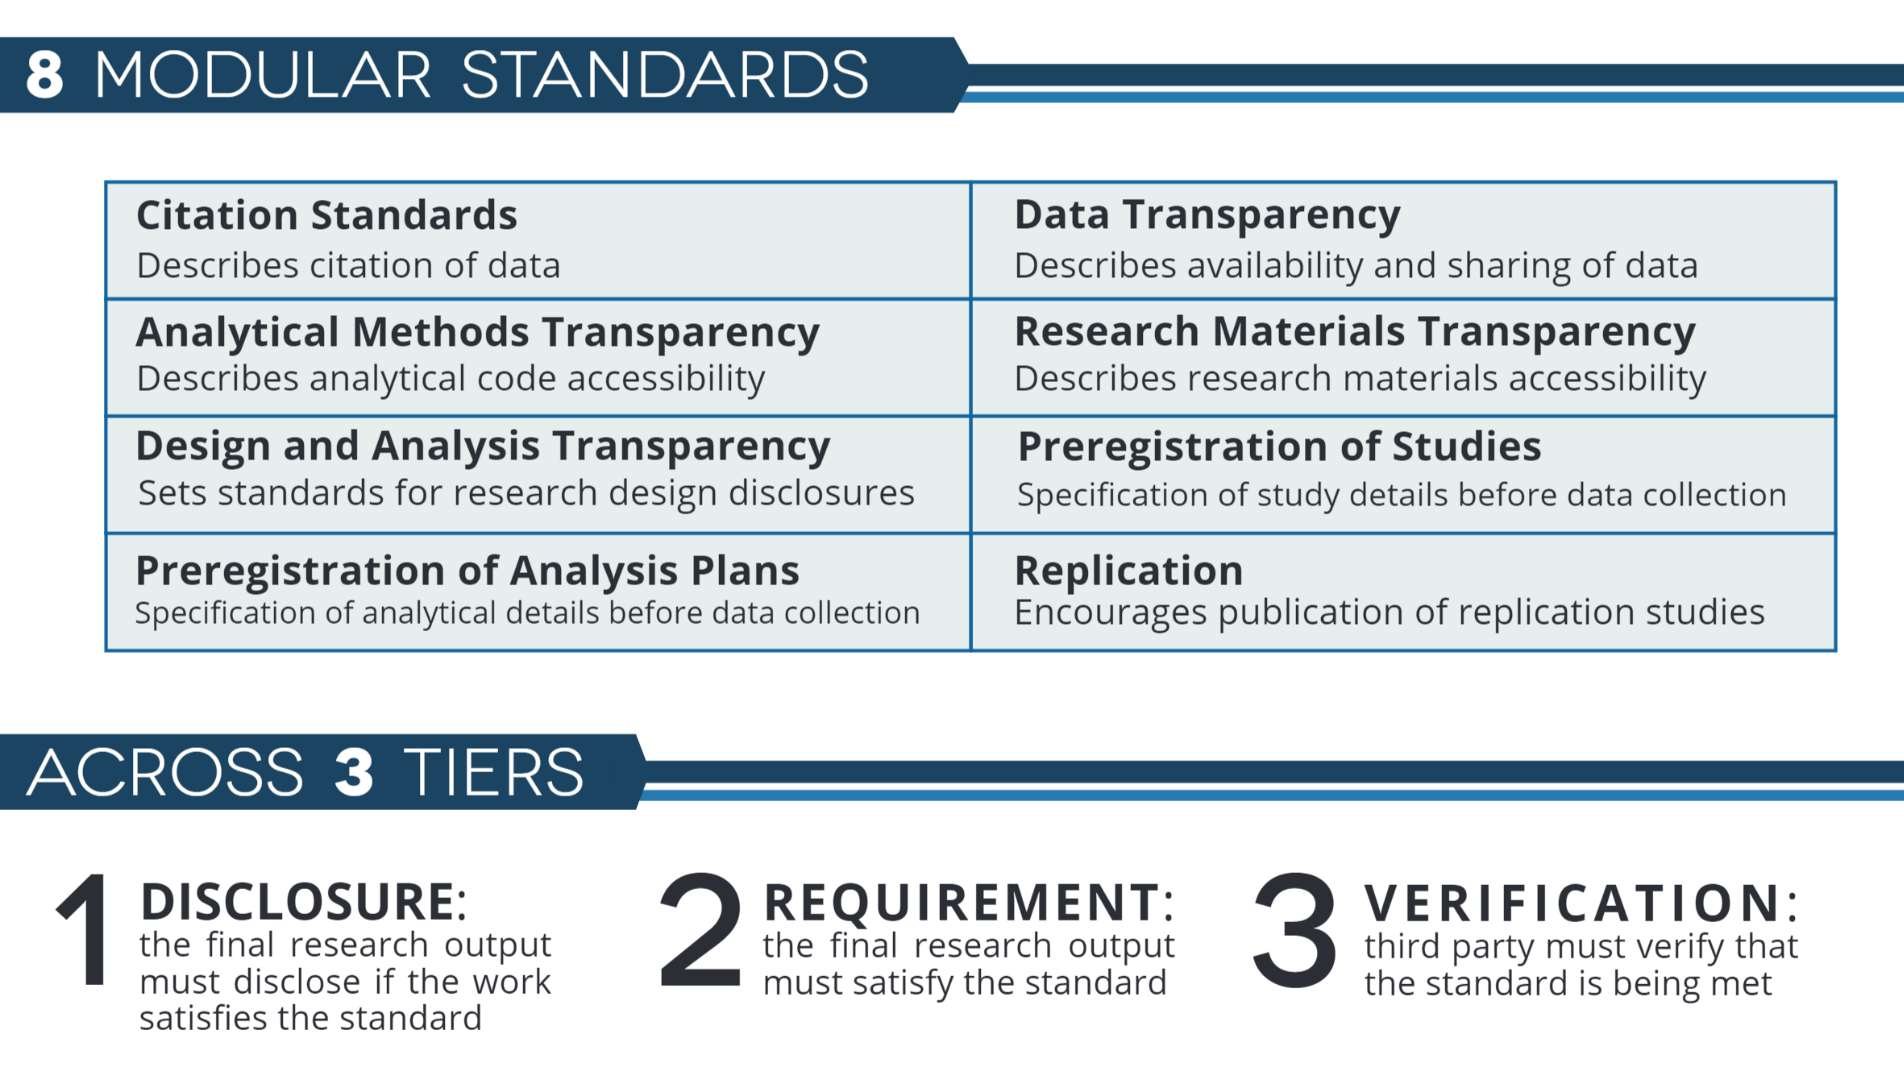 8 MODULAR STANDARDS
Citation Standards
Describes citation of data
Data Transparency
Describes availability and sharing of data
Analytical Methods Transparency
Describes analytical code accessibility
Research Materials Transparency
Describes research materials accessibility
Design and Analysis Transparency
Sets standards for research design disclosures
Preregistration of Studies
Specification of study details before data collection
Preregistration of Analysis Plans
Specification of analytical details before data collection
Replication
Encourages publication of replication studies
ACROSS 3 TIERS
1
DISCLOSURE:
the final research output
must disclose if the work
satisfies the standard
2
REQUIREMENT:
the final research output
must satisfy the standard
3
VERIFICATION:
third party must verify that
the standard is being met